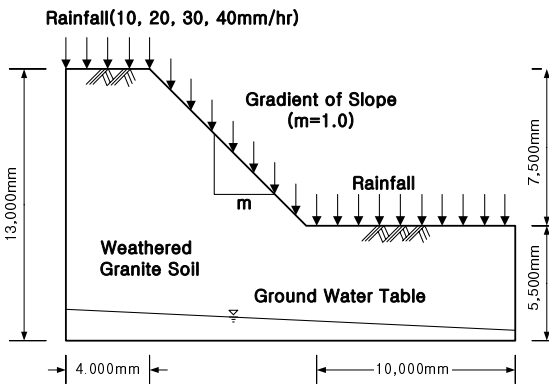 Rainfall(10, 20, 30, 40mm/hr)
Gradient of Slope
(m=1.0)
Rainfall
m
13,000mm
7,500mm
5,500mm
Weathered
Granite Soil
Ground Water Table
4.000mm
10,000mm